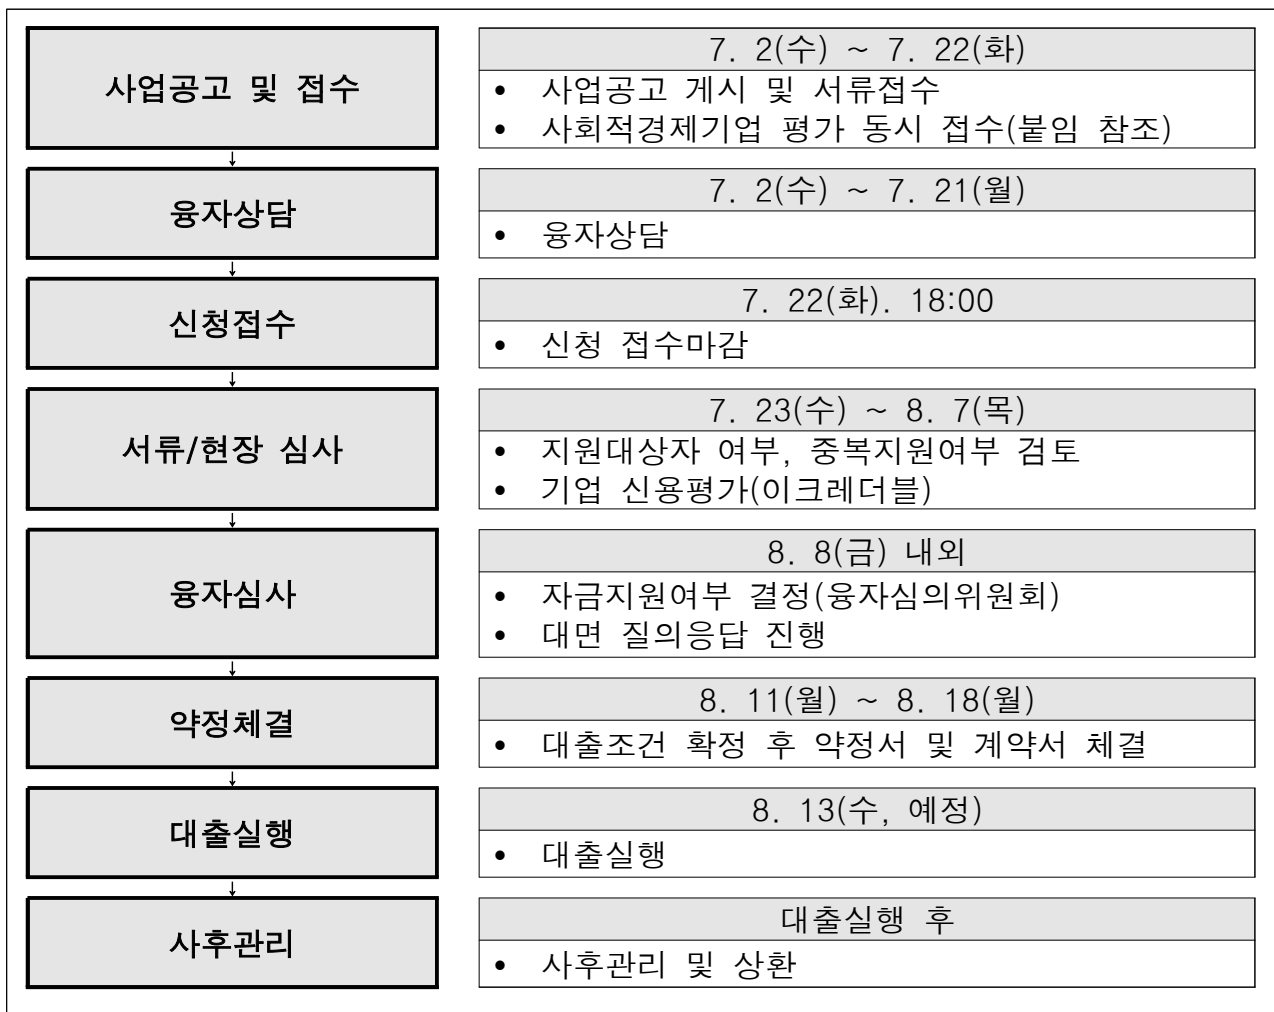 사업공고 및 접수
7. 2(수) ~ 7. 22(화)
• 사업공고 게시 및 서류접수
• 사회적경제기업 평가 동시 접수(붙임 참조)
↓
융자상담
7. 2(수) ~ 7. 21(월)
• 융자상담
↓
신청접수
7. 22(화). 18:00
• 신청 접수마감
↓
서류/현장 심사
7. 23(수) ~ 8. 7(목)
• 지원대상자 여부, 중복지원여부 검토
• 기업 신용평가(이크레더블)
↓
융자심사
8. 8(금) 내외
• 자금지원여부 결정(융자심의위원회)
• 대면 질의응답 진행
↓
약정체결
8. 11(월) ~ 8. 18(월)
• 대출조건 확정 후 약정서 및 계약서 체결
↓
대출실행
8. 13(수, 예정)
• 대출실행
↓
사후관리
대출실행 후
• 사후관리 및 상환